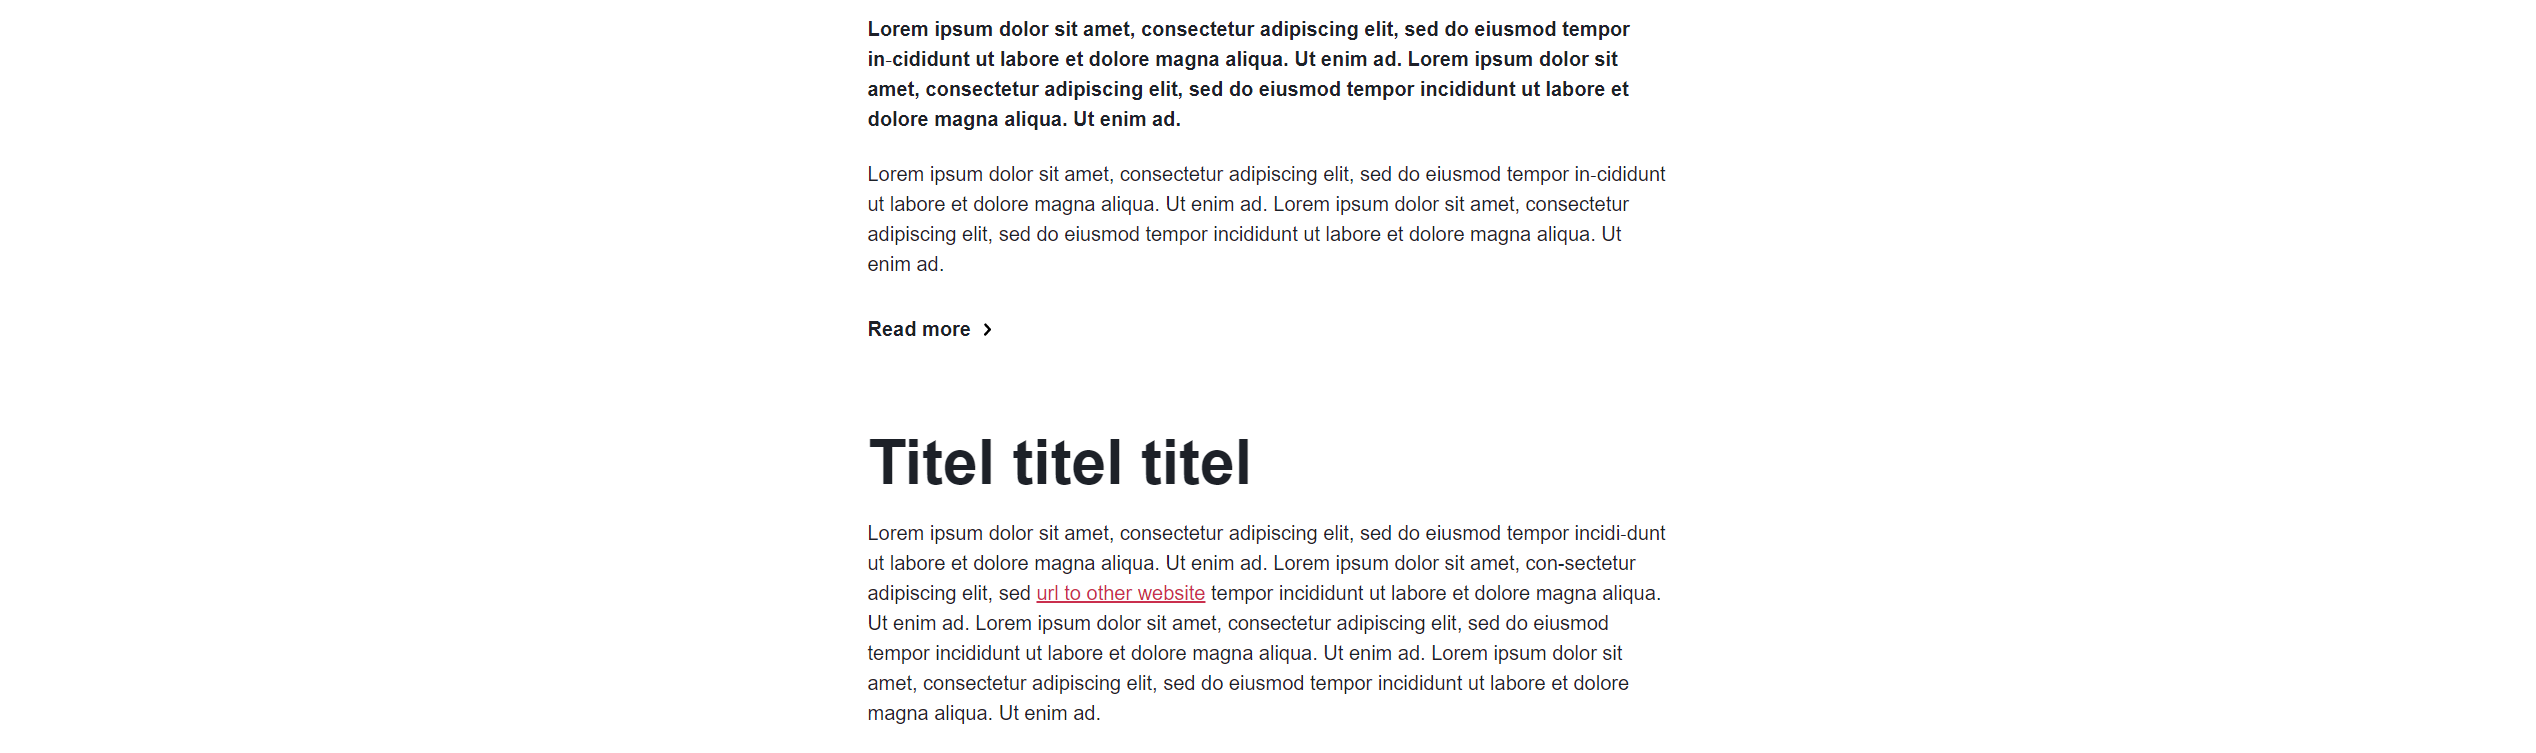 Lorem ipsum dolor sit amet, consectetur adipiscing elit, sed do eiusmod tempor
in-cididunt ut labore et dolore magna aliqua. Ut enim ad. Lorem ipsum dolor sit
amet, consectetur adipiscing elit, sed do eiusmod tempor incididunt ut labore et
dolore magna aliqua. Ut enim ad.
Lorem ipsum dolor sit amet, consectetur adipiscing elit, sed do eiusmod tempor in-cididunt
ut labore et dolore magna aliqua. Ut enim ad. Lorem ipsum dolor sit amet, consectetur
adipiscing elit, sed do eiusmod tempor incididunt ut labore et dolore magna aliqua. Ut
enim ad.
Read more
Titel titel titel
Lorem ipsum dolor sit amet, consectetur adipiscing elit, sed do eiusmod tempor incidi-dunt
ut labore et dolore magna aliqua. Ut enim ad. Lorem ipsum dolor sit amet, con-sectetur
adipiscing elit, sed url to other website tempor incididunt ut labore et dolore magna aliqua.
Ut enim ad. Lorem ipsum dolor sit amet, consectetur adipiscing elit, sed do eiusmod
tempor incididunt ut labore et dolore magna aliqua. Ut enim ad. Lorem ipsum dolor sit
amet, consectetur adipiscing elit, sed do eiusmod tempor incididunt ut labore et dolore
magna aliqua. Ut enim ad.